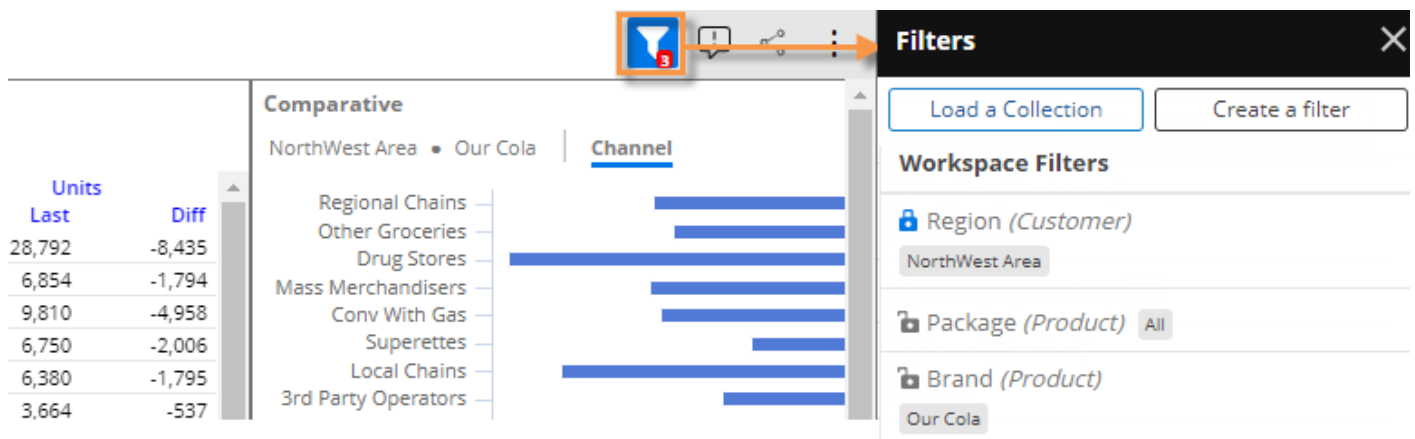 3
Filters
Load a Collection
Create a filter
Workspace Filters
Region (Customer)
NorthWest Area
Package (Product) All
Brand (Product)
Our Cola
Comparative
NorthWest Area • Our Cola | Channel
Regional Chains
Other Groceries
Drug Stores
Mass Merchandisers
Conv With Gas
Superettes
Local Chains
3rd Party Operators
Units
Last Diff
28,792 -8,435
6,854 -1,794
9,810 -4,958
6,750 -2,006
6,380 -1,795
3,664 -537